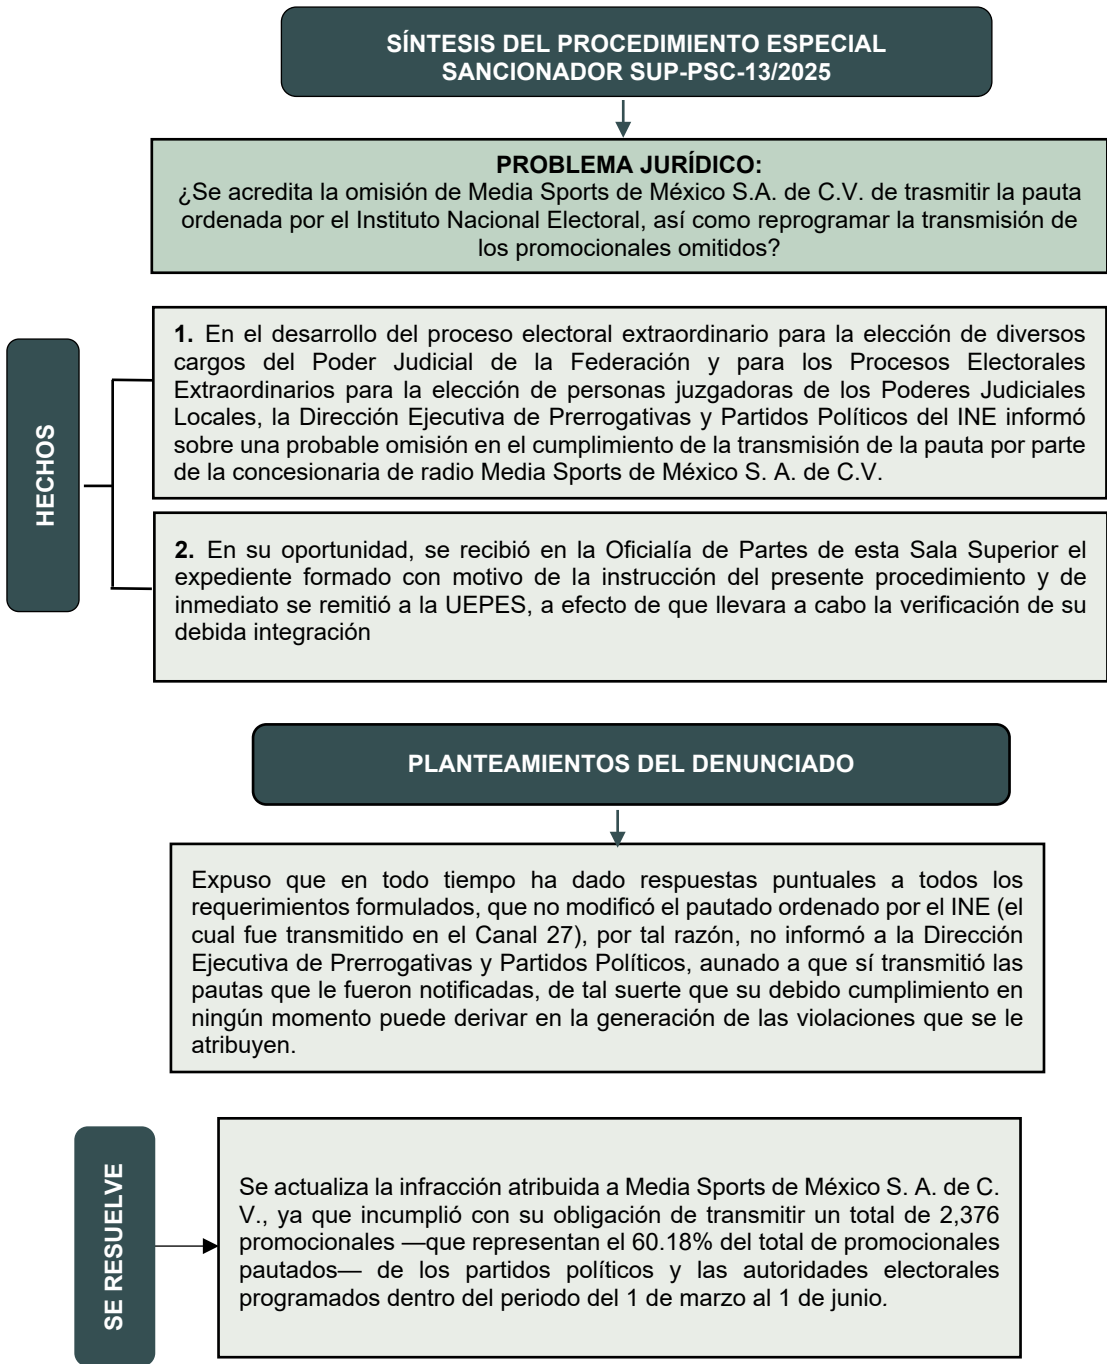 SÍNTESIS DEL PROCEDIMIENTO ESPECIAL
SANCIONADOR SUP-PSC-13/2025
PROBLEMA JURÍDICO:
¿Se acredita la omisión de Media Sports de México S.A. de C.V. de trasmitir la pauta
ordenada por el Instituto Nacional Electoral, así como reprogramar la transmisión de
los promocionales omitidos?
HECHOS
1. En el desarrollo del proceso electoral extraordinario para la elección de diversos
cargos del Poder Judicial de la Federación y para los Procesos Electorales
Extraordinarios para la elección de personas juzgadoras de los Poderes Judiciales
Locales, la Dirección Ejecutiva de Prerrogativas y Partidos Políticos del INE informó
sobre una probable omisión en el cumplimiento de la transmisión de la pauta por parte
de la concesionaria de radio Media Sports de México S. A. de C.V.
2. En su oportunidad, se recibió en la Oficialía de Partes de esta Sala Superior el
expediente formado con motivo de la instrucción del presente procedimiento y de
inmediato se remitió a la UEPES, a efecto de que llevara a cabo la verificación de su
debida integración
PLANTEAMIENTOS DEL DENUNCIADO
Expuso que en todo tiempo ha dado respuestas puntuales a todos los
requerimientos formulados, que no modificó el pautado ordenado por el INE (el
cual fue transmitido en el Canal 27), por tal razón, no informó a la Dirección
Ejecutiva de Prerrogativas y Partidos Políticos, aunado a que sí transmitió las
pautas que le fueron notificadas, de tal suerte que su debido cumplimiento en
ningún momento puede derivar en la generación de las violaciones que se le
atribuyen.
SE RESUELVE
Se actualiza la infracción atribuida a Media Sports de México S. A. de C.
V., ya que incumplió con su obligación de transmitir un total de 2,376
promocionales —que representan el 60.18% del total de promocionales
pautados— de los partidos políticos y las autoridades electorales
programados dentro del periodo del 1 de marzo al 1 de junio.